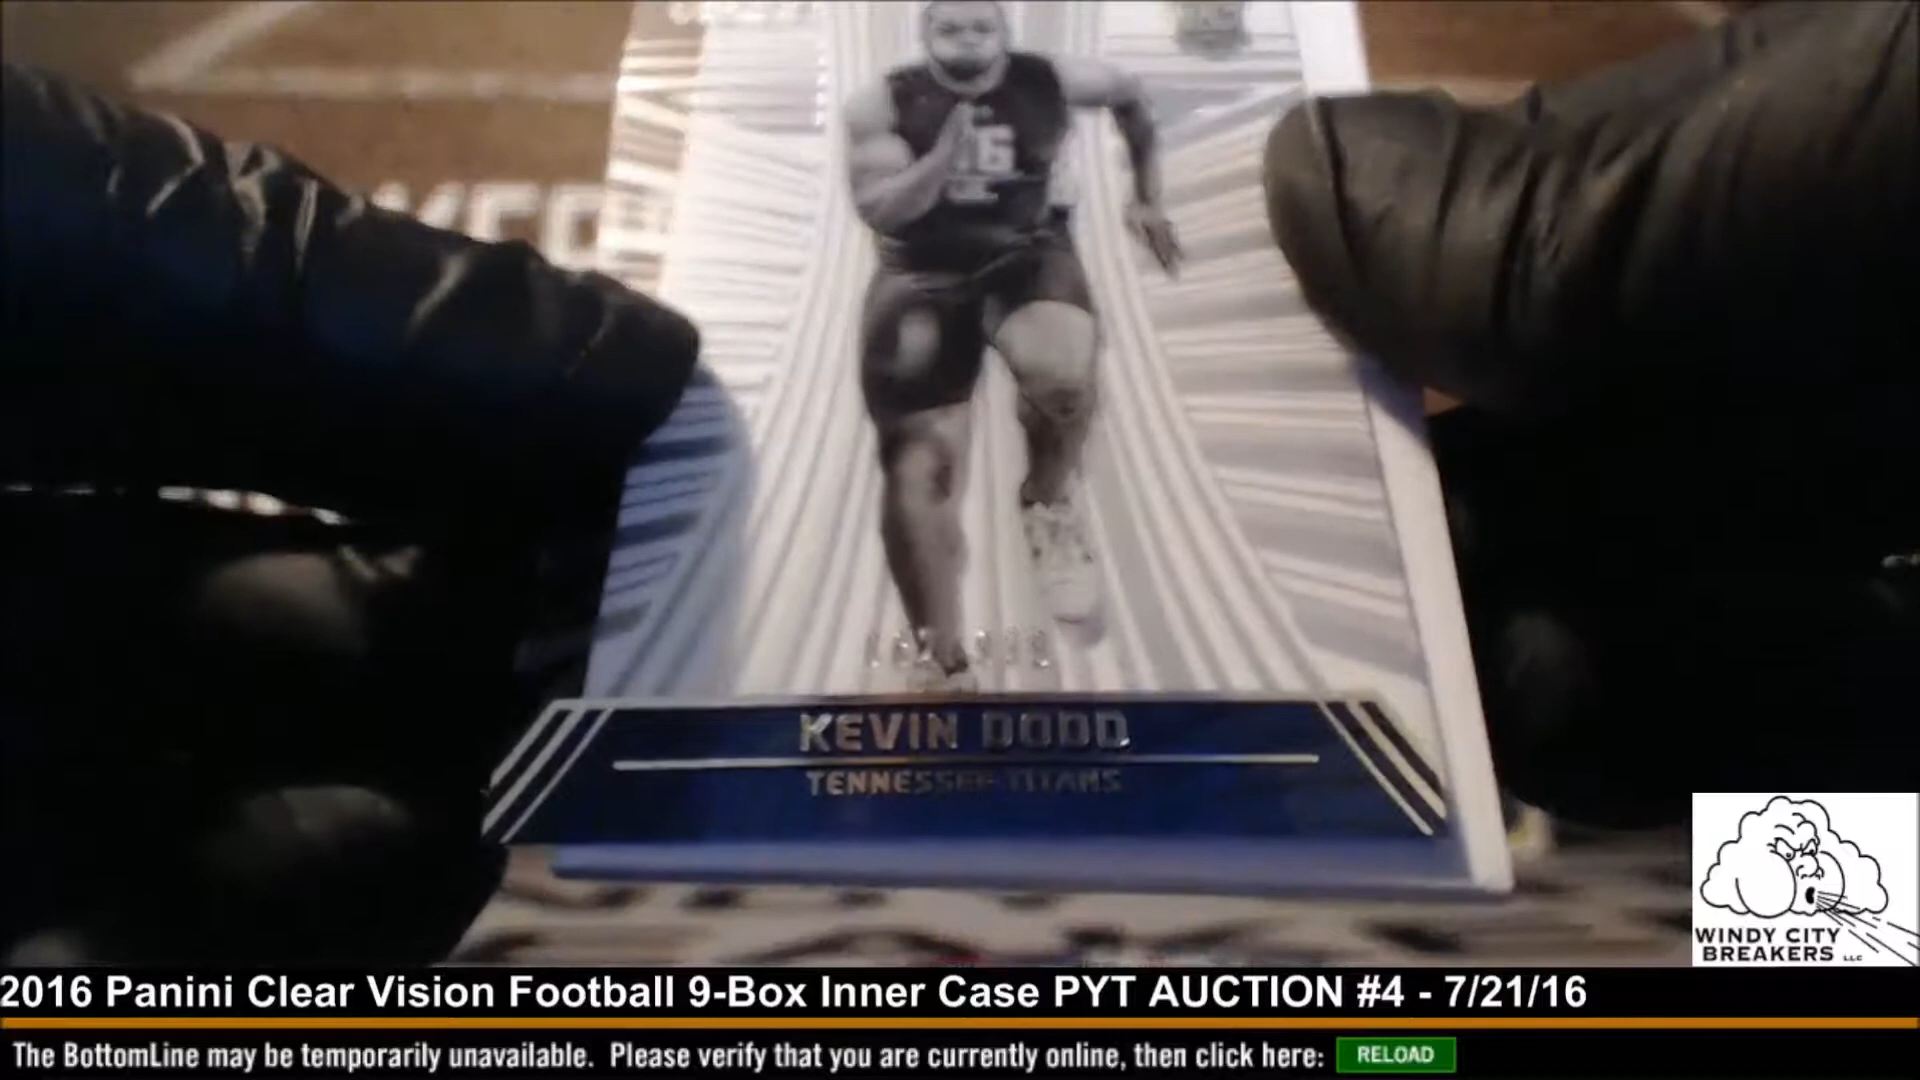 16
KEVIN DODD
TENNESSEE TITANS
WINDY CITY
BREAKERS LLC
2016 Panini Clear Vision Football 9-Box Inner Case PYT AUCTION #4 - 7/21/16
The BottomLine may be temporarily unavailable. Please verify that you are currently online, then click here: RELOAD